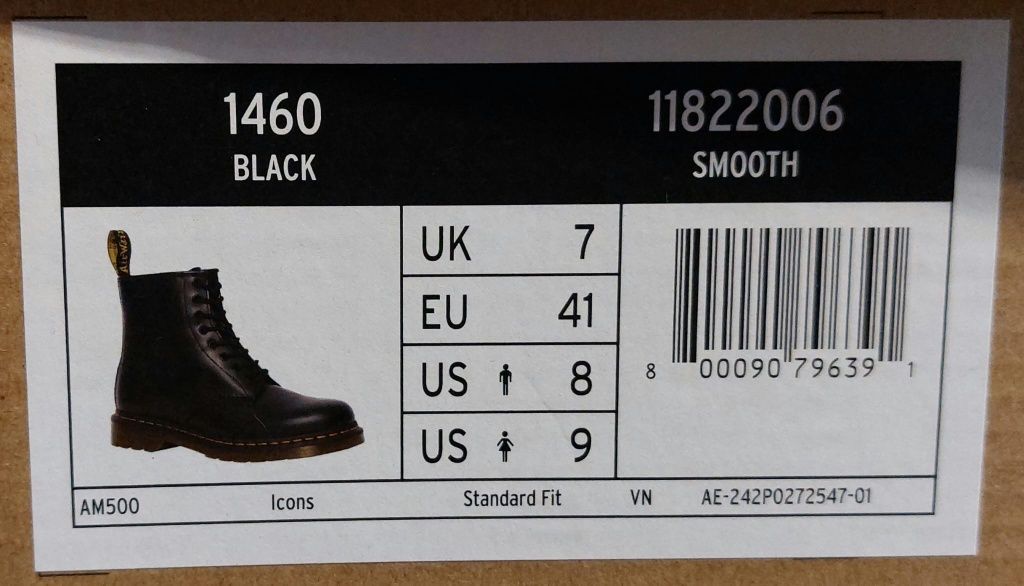 1460
BLACK
11822006
SMOOTH
AirWair
UK 7
EU 41
US 8
US 9
8 00090 79639 1
AM500 Icons Standard Fit VN AE-242P0272547-01